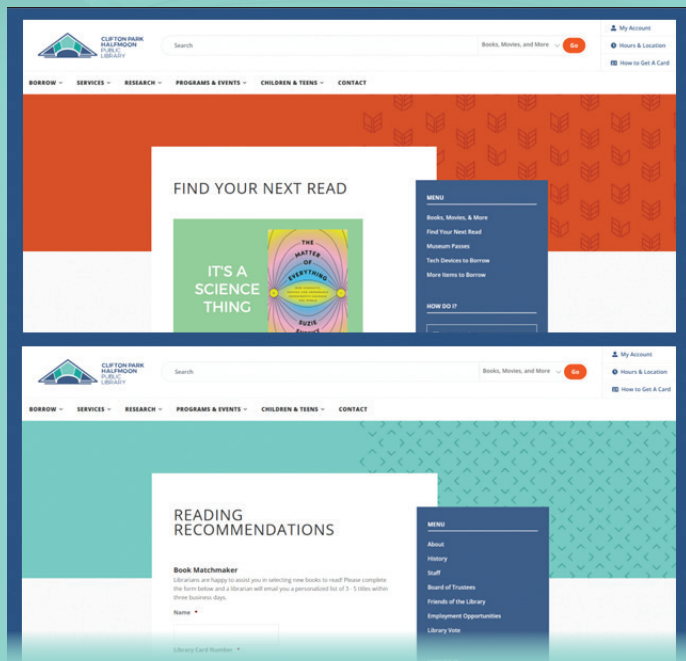 CLIFTON PARK
HALFMOON
PUBLIC
LIBRARY
Search
Books, Movies, and More
Go
My Account
Hours & Location
How to Get A Card
BORROW
SERVICES
RESEARCH
PROGRAMS & EVENTS
CHILDREN & TEENS
CONTACT
FIND YOUR NEXT READ
IT'S A
SCIENCE
THING
THE
MATTER
OF
EVERYTHING
SUZIE
MENU
Books, Movies, & More
Find Your Next Read
Museum Passes
Tech Devices to Borrow
More Items to Borrow
HOW DO I?
CLIFTON PARK
HALFMOON
PUBLIC
LIBRARY
Search
Books, Movies, and More
Go
My Account
Hours & Location
How to Get A Card
BORROW
SERVICES
RESEARCH
PROGRAMS & EVENTS
CHILDREN & TEENS
CONTACT
READING
RECOMMENDATIONS
Book Matchmaker
Librarians are happy to assist you in selecting new books to read! Please complete
the form below and a librarian will email you a personalized list of 3 - 5 titles within
three business days.
Name *
Library Card Number *
MENU
About
History
Staff
Board of Trustees
Friends of the Library
Employment Opportunities
Library Vote